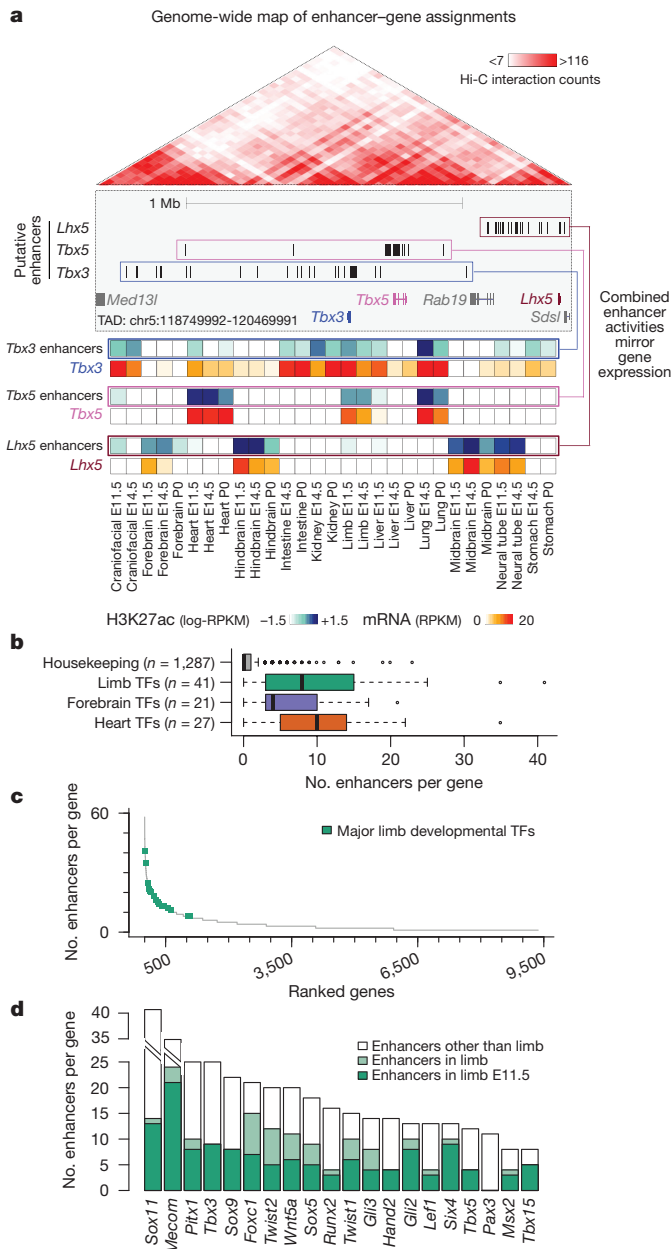 Genome-wide map of enhancer–gene assignments
a
<7 >116
Hi-C interaction counts
1 Mb
Putative
enhancers
Lhx5
Tbx5
Tbx3
Med13l
Tbx5
Rab19
Lhx5
TAD: chr5:118749992-120469991
Tbx3
Sdsl
Combined
enhancer
activities
mirror
gene
expression
Tbx3 enhancers
Tbx3
Tbx5 enhancers
Tbx5
Lhx5 enhancers
Lhx5
Craniofacial E11.5
Craniofacial E14.5
Forebrain E11.5
Forebrain E14.5
Forebrain P0
Heart E11.5
Heart E14.5
Heart P0
Hindbrain E11.5
Hindbrain E14.5
Hindbrain P0
Intestine E14.5
Intestine P0
Kidney E14.5
Kidney P0
Limb E11.5
Limb E14.5
Liver E11.5
Liver E14.5
Liver P0
Lung E14.5
Lung P0
Midbrain E11.5
Midbrain E14.5
Midbrain P0
Neural tube E11.5
Neural tube E14.5
Stomach E14.5
Stomach P0
H3K27ac (log-RPKM) −1.5 +1.5 mRNA (RPKM) 0 20
b
Housekeeping (n = 1,287)
Limb TFs (n = 41)
Forebrain TFs (n = 21)
Heart TFs (n = 27)
0 10 20 30 40
No. enhancers per gene
c
No. enhancers per gene
60
0
Major limb developmental TFs
500 3,500 6,500 9,500
Ranked genes
d
No. enhancers per gene
40
35
25
20
15
10
5
0
Enhancers other than limb
Enhancers in limb
Enhancers in limb E11.5
Sox11
Mecom
Pitx1
Tbx3
Sox9
Foxc1
Twist2
Wnt5a
Sox5
Runx2
Twist1
Gli3
Hand2
Gli2
Lef1
Six4
Tbx5
Pax3
Msx2
Tbx15